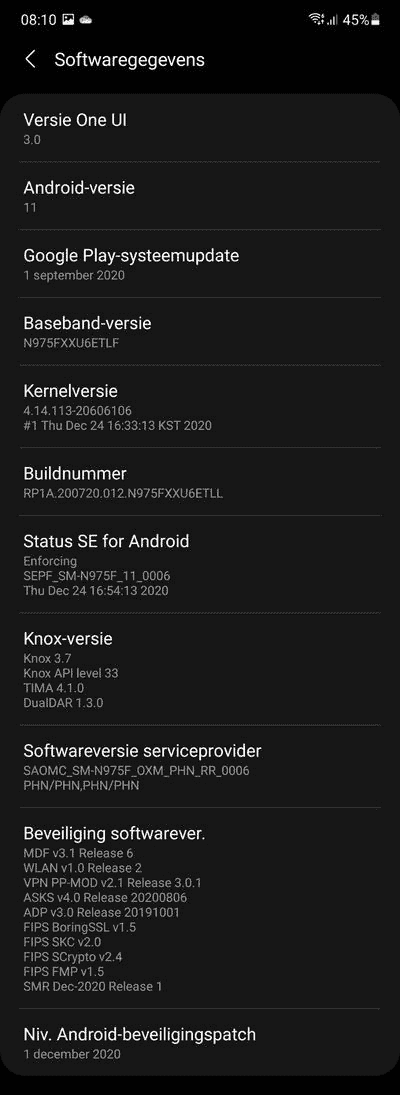 08:10 45%
Softwaregegevens
Versie One UI
3.0
Android-versie
11
Google Play-systeemupdate
1 september 2020
Baseband-versie
N975FXXU6ETLF
Kernelversie
4.14.113-20606106
#1 Thu Dec 24 16:33:13 KST 2020
Buildnummer
RP1A.200720.012.N975FXXU6ETLL
Status SE for Android
Enforcing
SEPF_SM-N975F_11_0006
Thu Dec 24 16:54:13 2020
Knox-versie
Knox 3.7
Knox API level 33
TIMA 4.1.0
DualDAR 1.3.0
Softwareversie serviceprovider
SAOMC_SM-N975F_OXM_PHN_RR_0006
PHN/PHN,PHN/PHN
Beveiliging softwarever.
MDF v3.1 Release 6
WLAN v1.0 Release 2
VPN PP-MOD v2.1 Release 3.0.1
ASKS v4.0 Release 20200806
ADP v3.0 Release 20191001
FIPS BoringSSL v1.5
FIPS SKC v2.0
FIPS SCrypto v2.4
FIPS FMP v1.5
SMR Dec-2020 Release 1
Niv. Android-beveiligingspatch
1 december 2020